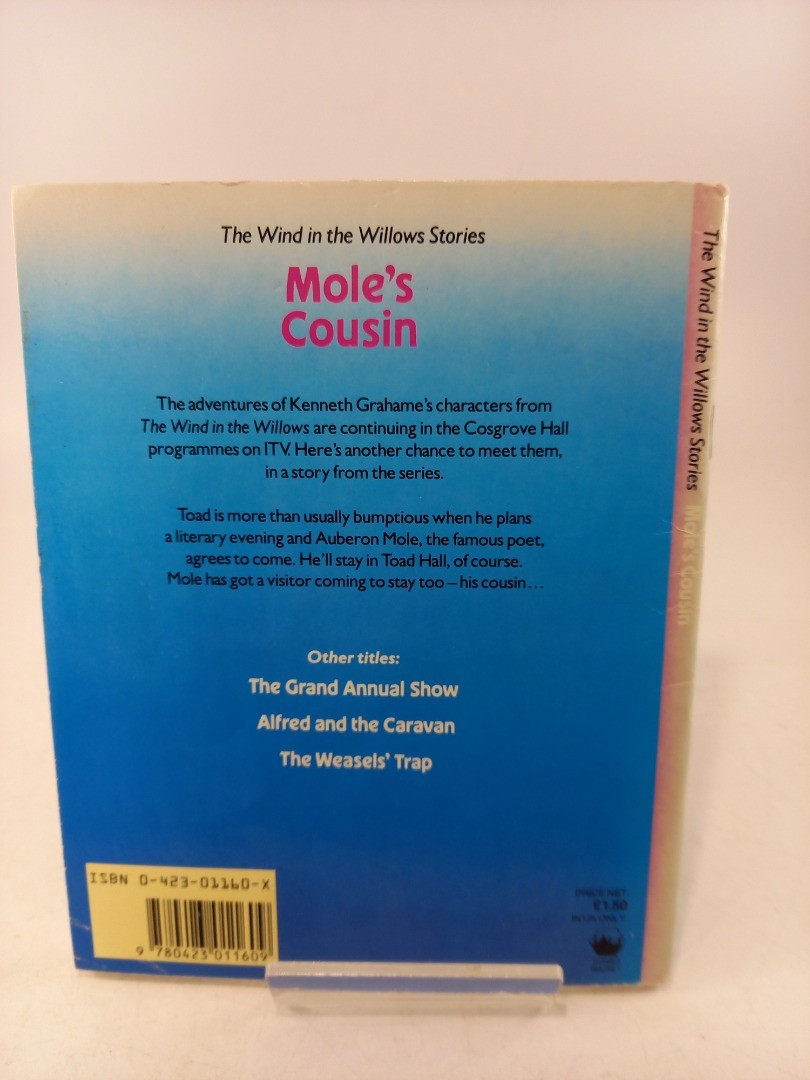 The Wind in the Willows Stories
Mole's
Cousin
The adventures of Kenneth Grahame's characters from
The Wind in the Willows are continuing in the Cosgrove Hall
programmes on ITV. Here's another chance to meet them,
in a story from the series.
Toad is more than usually bumptious when he plans
a literary evening and Auberon Mole, the famous poet,
agrees to come. He'll stay in Toad Hall, of course.
Mole has got a visitor coming to stay too – his cousin...
Other titles:
The Grand Annual Show
Alfred and the Caravan
The Weasels' Trap
ISBN 0-423-01160-X
9 780423 011609
PRICE NET
£1.50
IN UK ONLY
The Wind in the Willows Stories Mole's Cousin